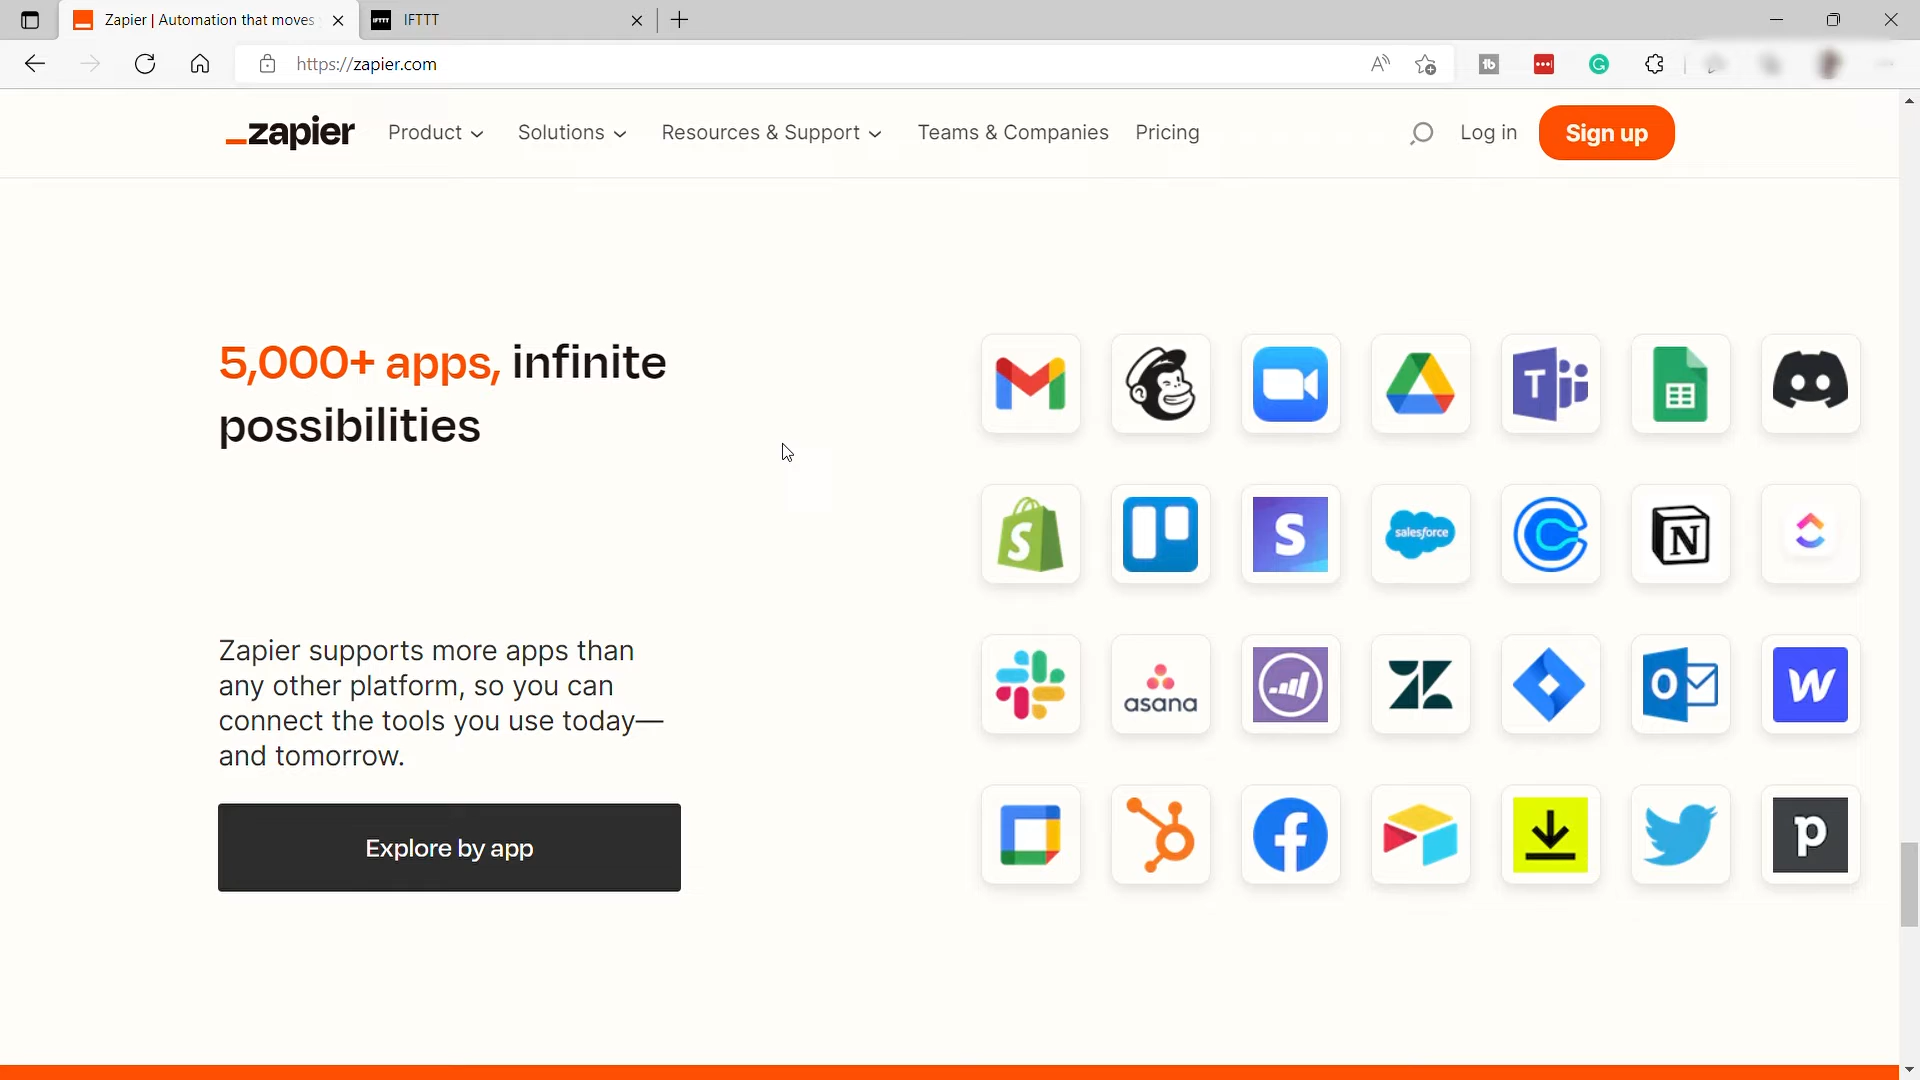 Zapier | Automation that moves
IFTTT
IFTTT
https://zapier.com
zapier
Product
Solutions
Resources & Support
Teams & Companies
Pricing
Log in
Sign up
5,000+ apps, infinite
possibilities
Zapier supports more apps than
any other platform, so you can
connect the tools you use today—
and tomorrow.
Explore by app
T
S
S
salesforce
N
asana
O
W
p